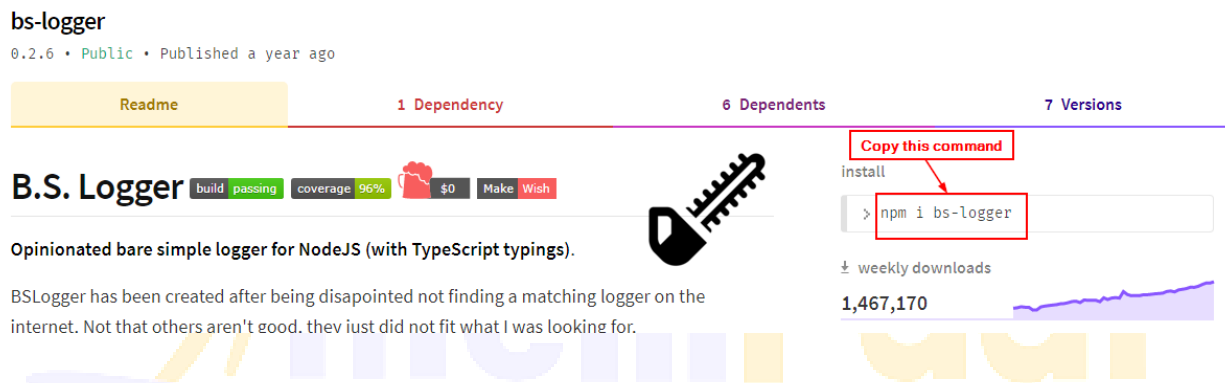 bs-logger
0.2.6 • Public • Published a year ago
Readme
1 Dependency
6 Dependents
7 Versions
Copy this command
B.S. Logger build passing coverage 96% $0 Make Wish
install
> npm i bs-logger
Opinionated bare simple logger for NodeJS (with TypeScript typings).
weekly downloads
BSLogger has been created after being disapointed not finding a matching logger on the
1,467,170
internet. Not that others aren't good, they just did not fit what I was looking for.